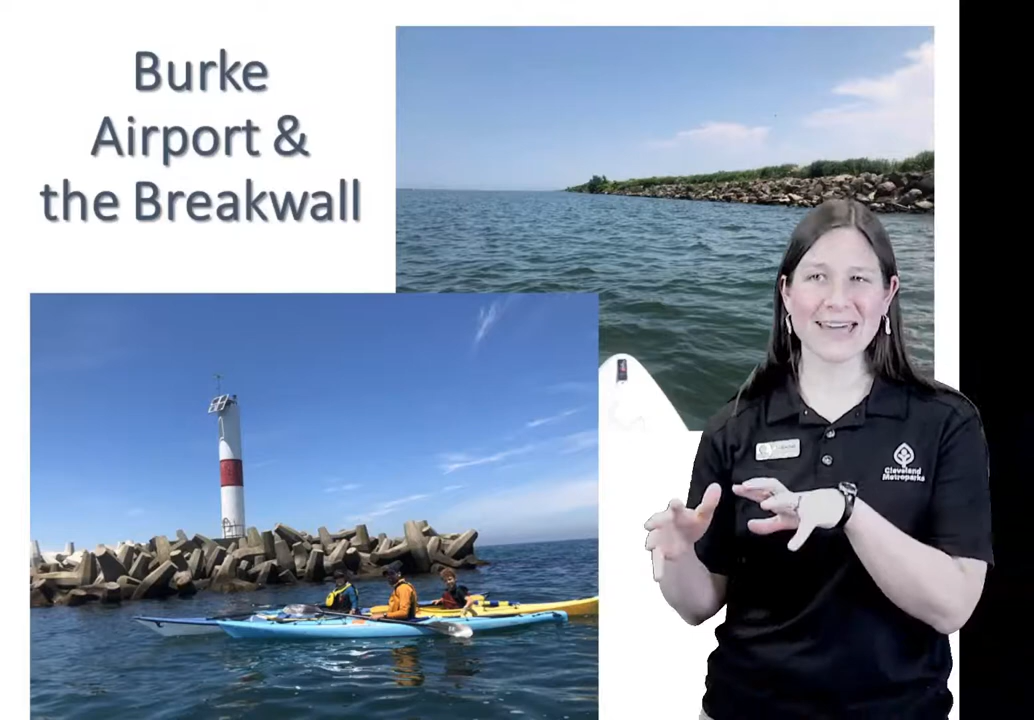 Burke
Airport &
the Breakwall
Cleveland
Metroparks